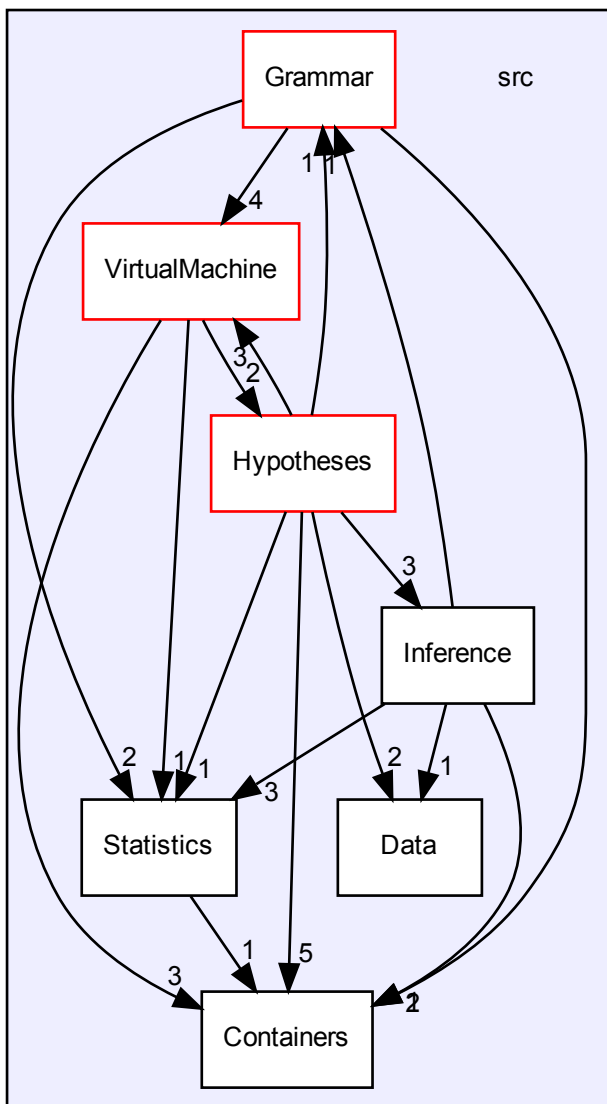 Grammar
src
1
1
4
VirtualMachine
3
2
Hypotheses
3
Inference
2
1
1
3
2
1
Statistics
Data
1
5
3
2
1
Containers